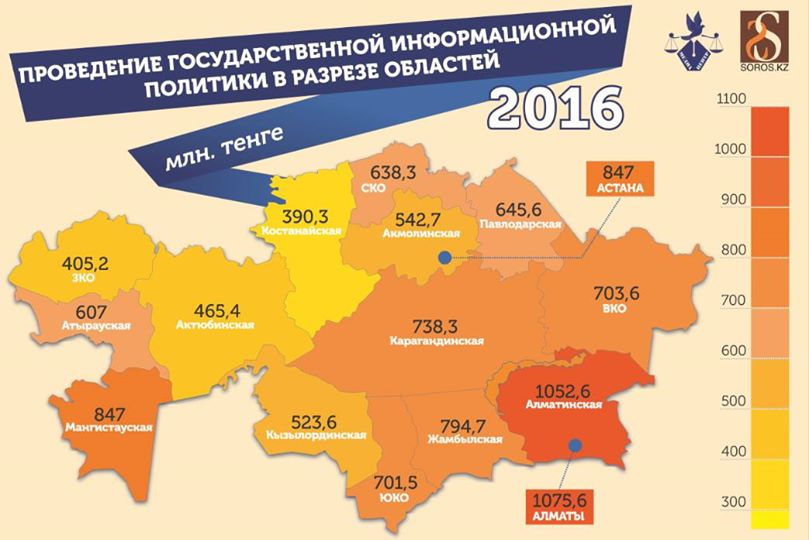 ПРОВЕДЕНИЕ ГОСУДАРСТВЕННОЙ ИНФОРМАЦИОННОЙ
ПОЛИТИКИ В РАЗРЕЗЕ ОБЛАСТЕЙ
2016
млн. тенге
SOROS.KZ
638,3
СКО
847
АСТАНА
390,3
Костанайская
542,7
Акмолинская
645,6
Павлодарская
405,2
ЗКО
607
Атырауская
465,4
Актюбинская
738,3
Карагандинская
703,6
ВКО
847
Мангистауская
523,6
Кызылординская
794,7
Жамбылская
1052,6
Алматинская
701,5
ЮКО
1075,6
АЛМАТЫ
1100
1000
900
800
700
600
500
400
300